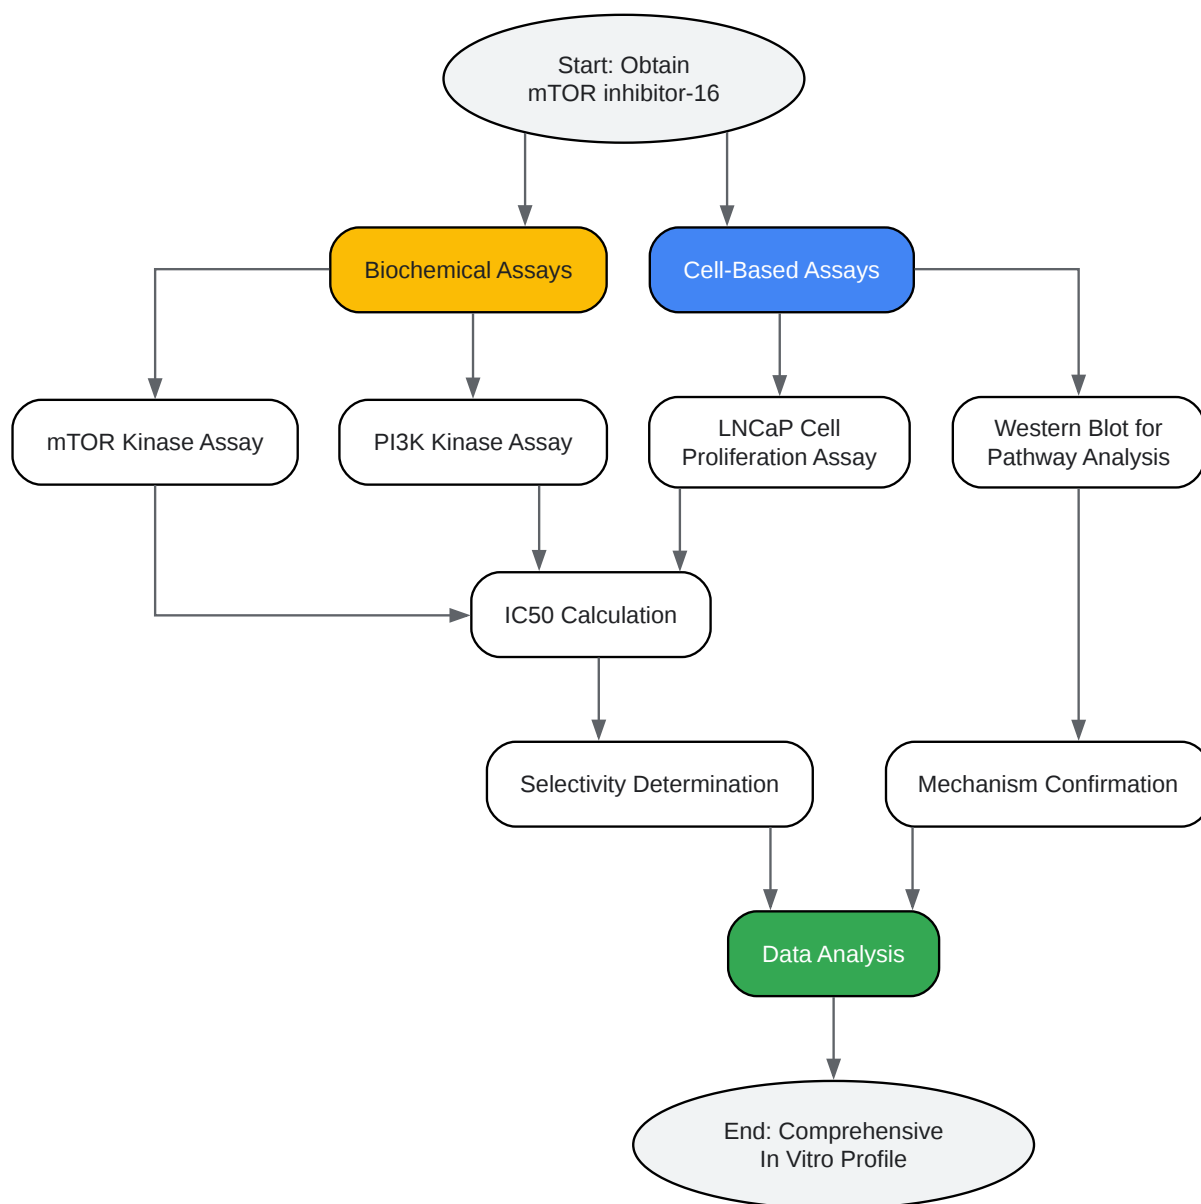 Start: Obtain
mTOR inhibitor-16
Biochemical Assays
Cell-Based Assays
mTOR Kinase Assay
PI3K Kinase Assay
LNCaP Cell
Proliferation Assay
Western Blot for
Pathway Analysis
IC50 Calculation
Selectivity Determination
Mechanism Confirmation
Data Analysis
End: Comprehensive
In Vitro Profile